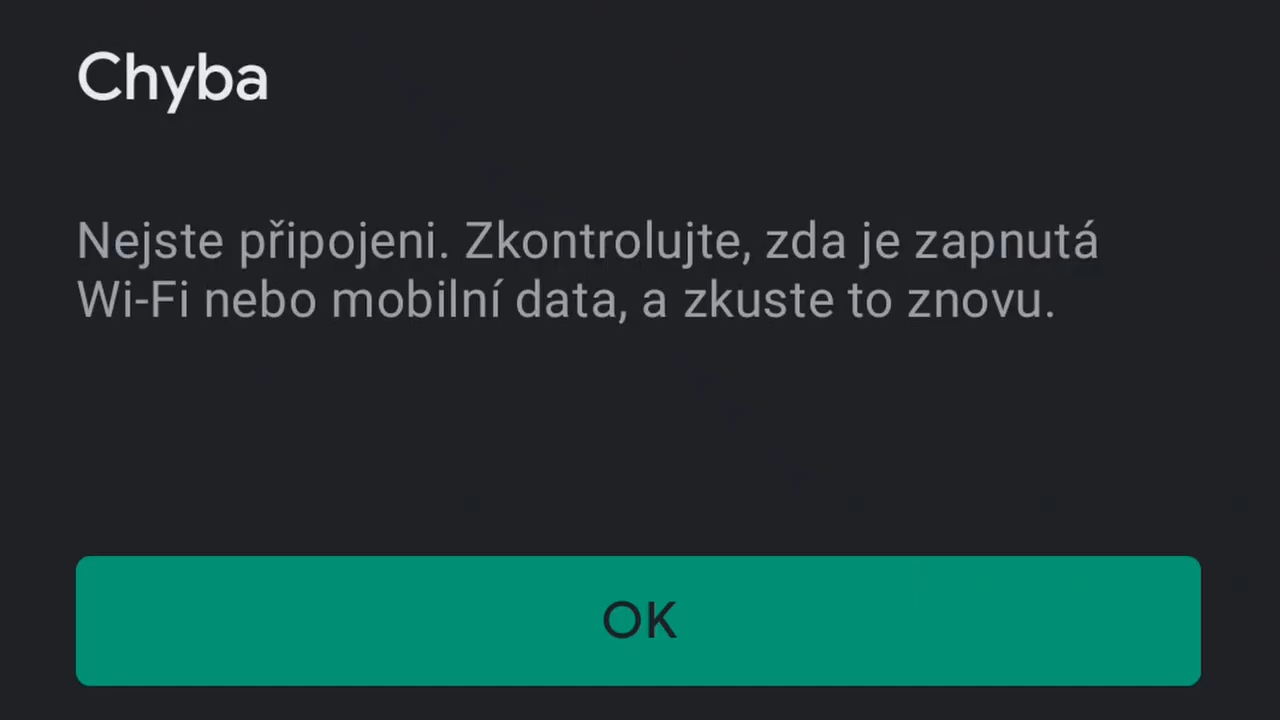 Chyba
Nejste připojeni. Zkontrolujte, zda je zapnutá
Wi-Fi nebo mobilní data, a zkuste to znovu.
OK